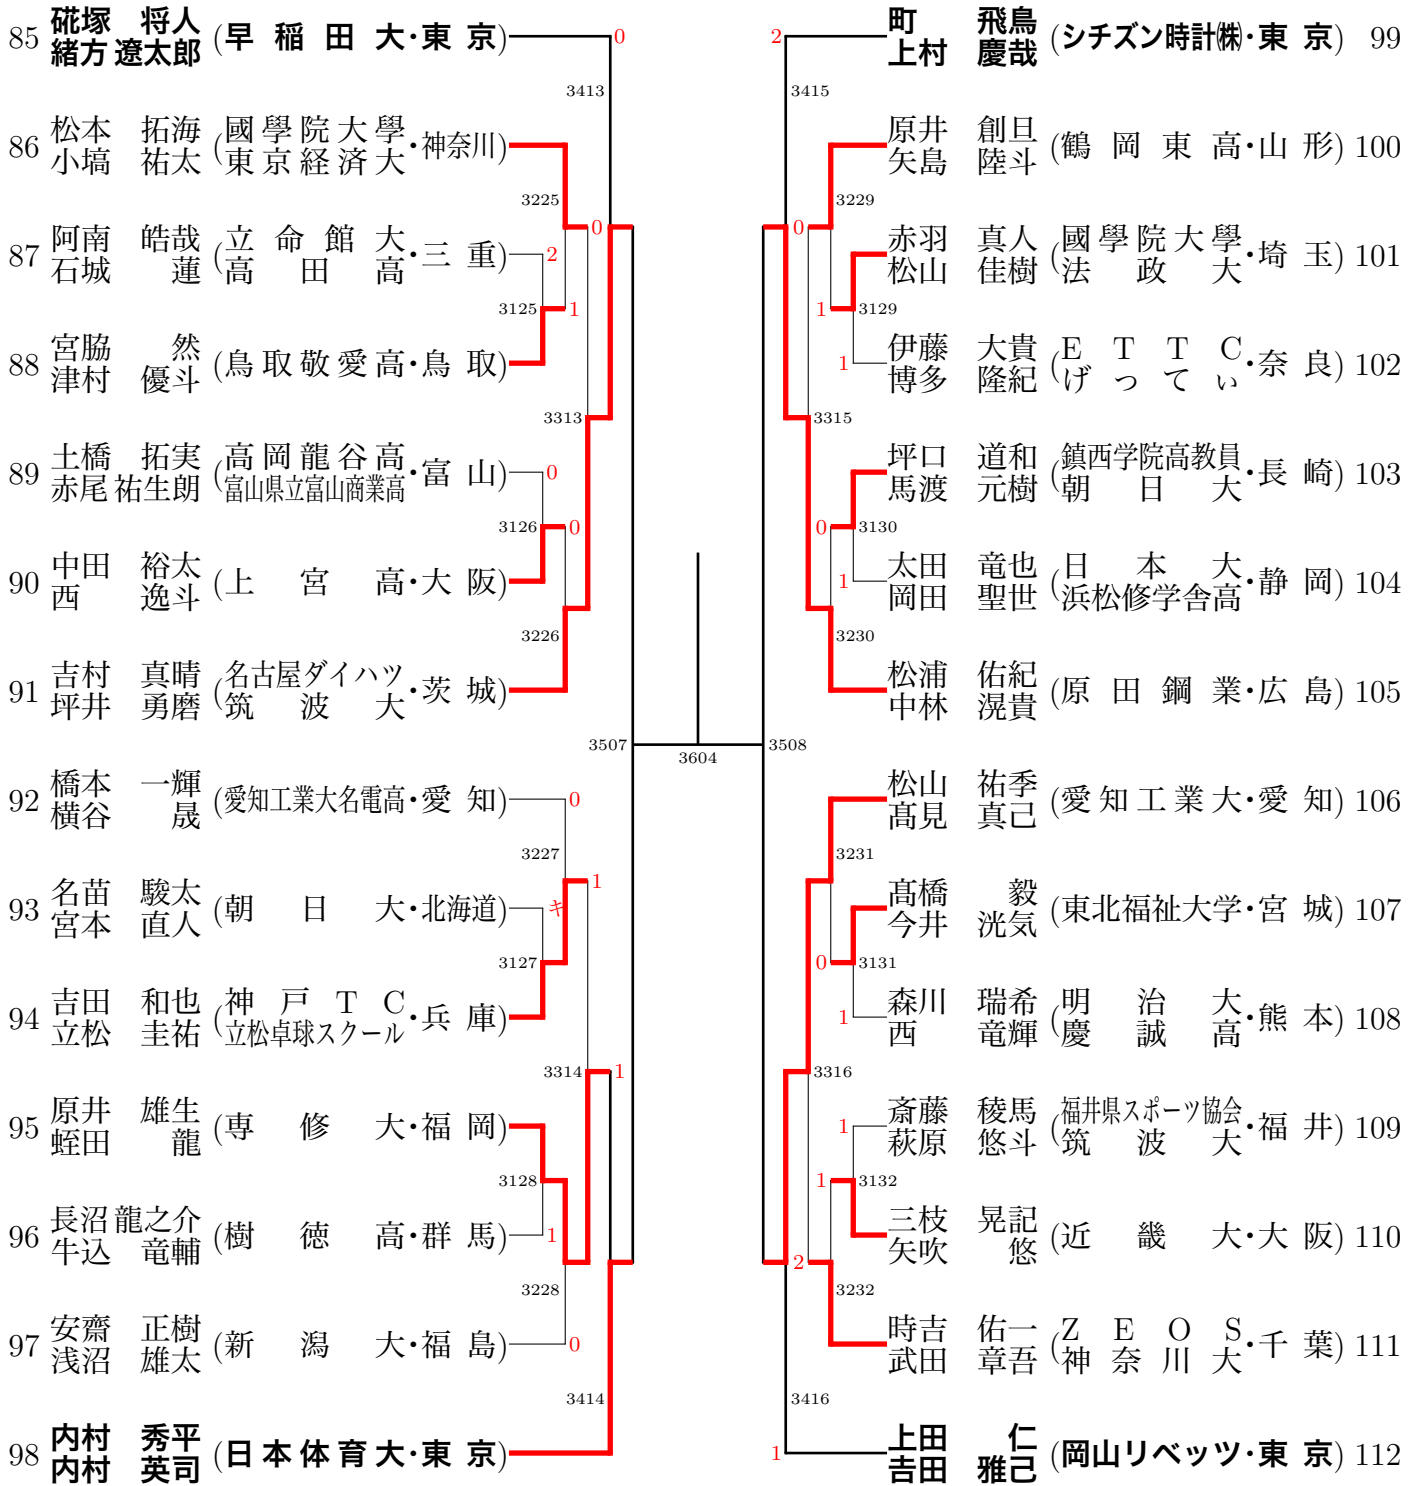 85 硴塚 将人 緒方 遼太郎 (早稲田大・東京) 0
3413
86 松本 拓海 小塙 祐太 (國學院大學 東京経済大・神奈川)
3225
0
87 阿南 皓哉 石城 蓮 (立命館大 高田高・三重) 2
3125 1
88 宮脇 然 津村 優斗 (鳥取敬愛高・鳥取)
3313
89 土橋 拓実 赤尾 祐生朗 (高岡龍谷高 富山県立富山商業高・富山) 0
3126 0
90 中田 裕太 西 逸斗 (上宮高・大阪)
3226
91 吉村 真晴 坪井 勇磨 (名古屋ダイハツ 筑波大・茨城)
3507
92 橋本 一輝 横谷 晟 (愛知工業大名電高・愛知) 0
3227
1
93 名苗 駿太 宮本 直人 (朝日大・北海道) キ
3127
94 吉田 和也 立松 圭祐 (神戸TC 立松卓球スクール・兵庫)
3314 1
95 原井 雄生 蛭田 龍 (専修大・福岡)
3128
96 長沼 龍之介 牛込 竜輔 (樹徳高・群馬) 1
3228
97 安齋 正樹 浅沼 雄太 (新潟大・福島) 0
3414
98 内村 秀平 内村 英司 (日本体育大・東京)
3604
2 町 飛鳥 上村 慶哉 (シチズン時計㈱・東京) 99
3415
原井 創旦 矢島 陸斗 (鶴岡東高・山形) 100
3229
0
赤羽 真人 松山 佳樹 (國學院大學 法政大・埼玉) 101
1 3129
1 伊藤 大貴 博多 隆紀 (ETTC げってぃ・奈良) 102
3315
坪口 道和 馬渡 元樹 (鎮西学院高教員 朝日大・長崎) 103
0 3130
1 太田 竜也 岡田 聖世 (日本大 浜松修学舎高・静岡) 104
3230
松浦 佑紀 中林 滉貴 (原田鋼業・広島) 105
3508
松山 祐季 髙見 真己 (愛知工業大・愛知) 106
3231
髙橋 毅 今井 洸気 (東北福祉大学・宮城) 107
0 3131
1 森川 瑞希 西 竜輝 (明治大 慶誠高・熊本) 108
3316
1 斎藤 稜馬 萩原 悠斗 (福井県スポーツ協会 筑波大・福井) 109
1 3132
三枝 晃記 矢吹 悠 (近畿大・大阪) 110
2
3232
時吉 佑一 武田 章吾 (ZEOS 神奈川大・千葉) 111
3416
1 上田 仁 吉田 雅己 (岡山リベッツ・東京) 112